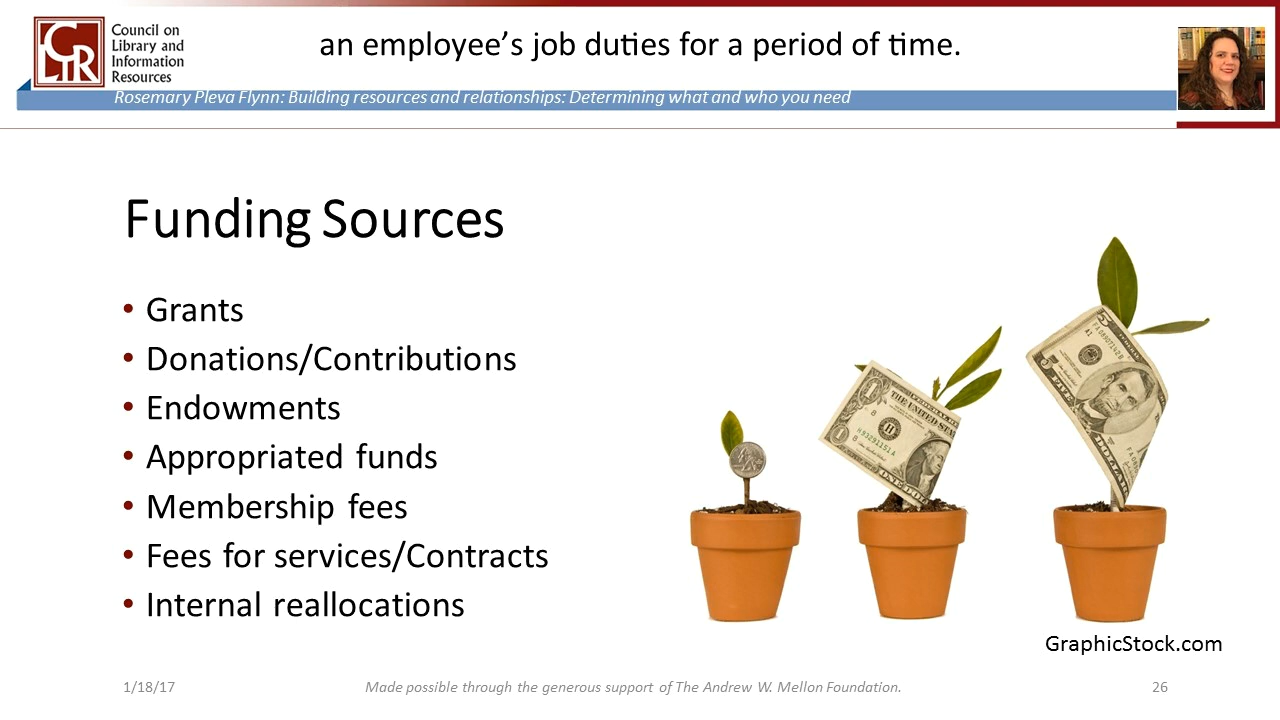 CLIR
Council on
Library and
Information
Resources
an employee's job duties for a period of time.
Rosemary Pleva Flynn: Building resources and relationships: Determining what and who you need
Funding Sources
• Grants
• Donations/Contributions
• Endowments
• Appropriated funds
• Membership fees
• Fees for services/Contracts
• Internal reallocations
GraphicStock.com
1/18/17
Made possible through the generous support of The Andrew W. Mellon Foundation.
26